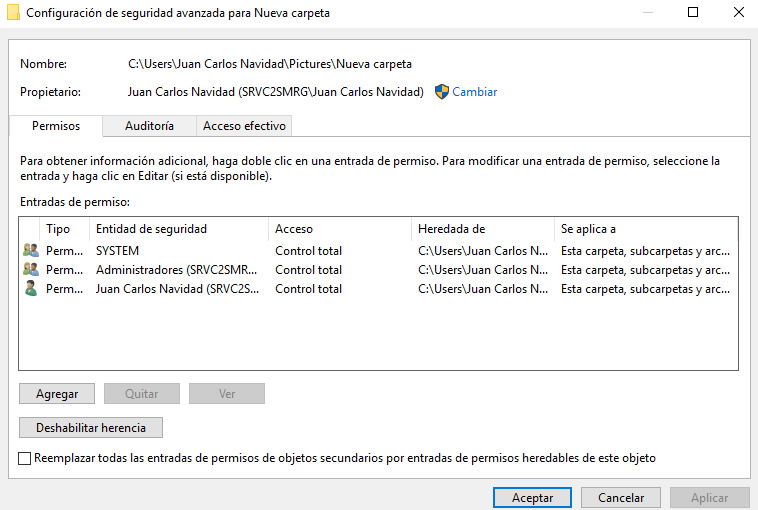 Configuración de seguridad avanzada para Nueva carpeta
Nombre: C:\Users\Juan Carlos Navidad\Pictures\Nueva carpeta
Propietario: Juan Carlos Navidad (SRVC2SMRG\Juan Carlos Navidad) Cambiar
Permisos Auditoría Acceso efectivo
Para obtener información adicional, haga doble clic en una entrada de permiso. Para modificar una entrada de permiso, seleccione la
entrada y haga clic en Editar (si está disponible).
Entradas de permiso:
Tipo Entidad de seguridad Acceso Heredada de Se aplica a
Perm... SYSTEM Control total C:\Users\Juan Carlos N... Esta carpeta, subcarpetas y arc...
Perm... Administradores (SRVC2SMR... Control total C:\Users\Juan Carlos N... Esta carpeta, subcarpetas y arc...
Perm... Juan Carlos Navidad (SRVC2S... Control total C:\Users\Juan Carlos N... Esta carpeta, subcarpetas y arc...
Agregar Quitar Ver
Deshabilitar herencia
Reemplazar todas las entradas de permisos de objetos secundarios por entradas de permisos heredables de este objeto
Aceptar Cancelar Aplicar